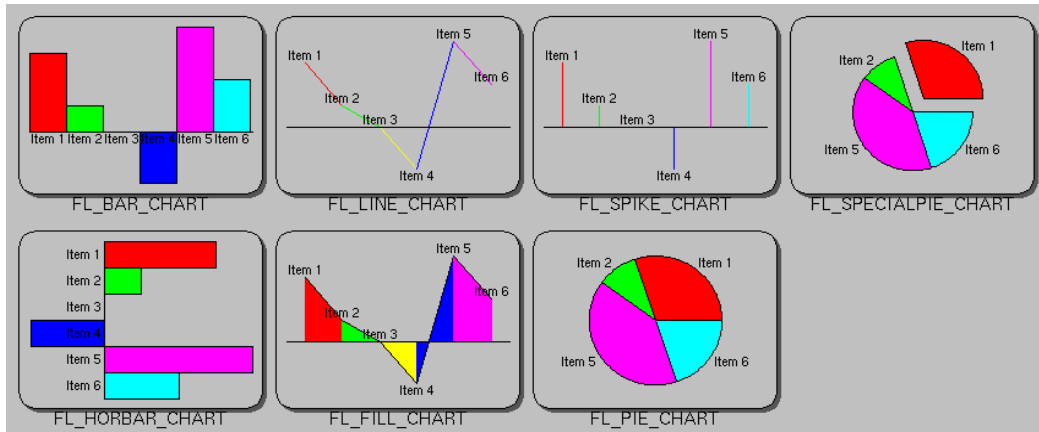 Item 1 Item 2 Item 3 Item 4 Item 5 Item 6
FL_BAR_CHART
Item 1
Item 2
Item 3
Item 4
Item 5
Item 6
FL_LINE_CHART
Item 1
Item 2
Item 3
Item 4
Item 5
Item 6
FL_SPIKE_CHART
Item 1
Item 2
Item 5
Item 6
FL_SPECIALPIE_CHART
Item 1
Item 2
Item 3
Item 4
Item 5
Item 6
FL_HORBAR_CHART
Item 1
Item 2
Item 3
Item 4
Item 5
Item 6
FL_FILL_CHART
Item 1
Item 2
Item 5
Item 6
FL_PIE_CHART